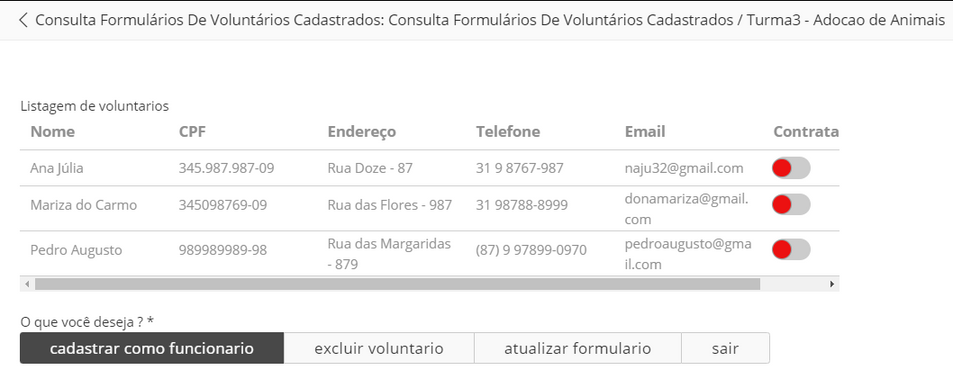 Consulta Formulários De Voluntários Cadastrados: Consulta Formulários De Voluntários Cadastrados / Turma3 - Adocao de Animais
Listagem de voluntarios
Nome CPF Endereço Telefone Email Contrata
Ana Júlia 345.987.987-09 Rua Doze - 87 31 9 8767-987 naju32@gmail.com
Mariza do Carmo 345098769-09 Rua das Flores - 987 31 98788-8999 donamariza@gmail.
com
Pedro Augusto 989989989-98 Rua das Margaridas (87) 9 97899-0970 pedroaugusto@gma
- 879 il.com
O que você deseja ? *
cadastrar como funcionario excluir voluntario atualizar formulario sair